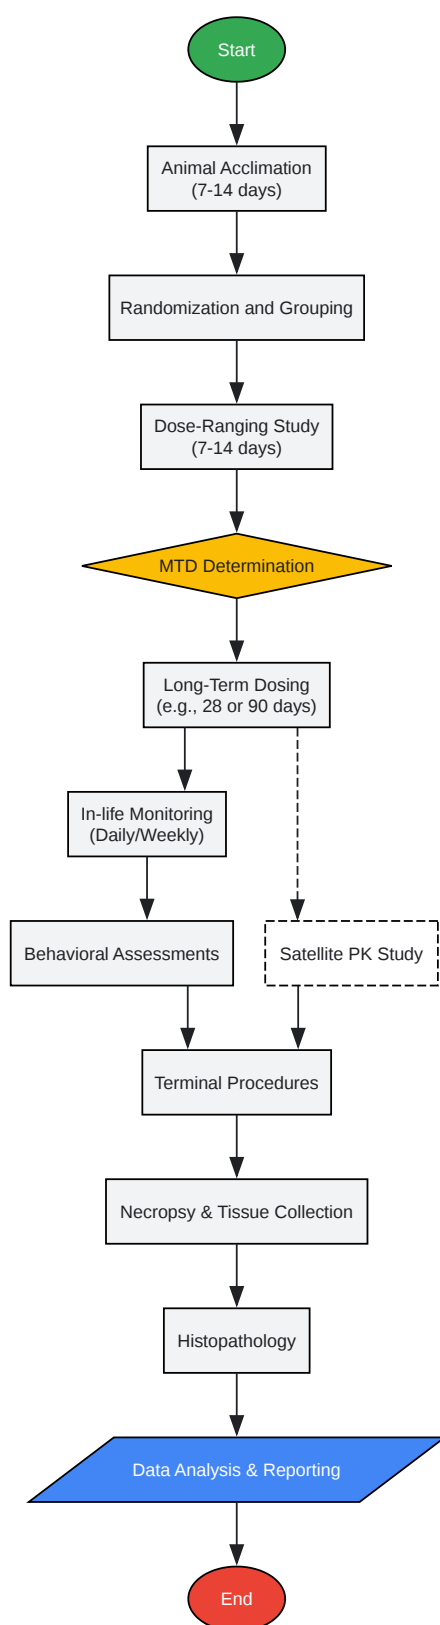 Start
Animal Acclimation
(7-14 days)
Randomization and Grouping
Dose-Ranging Study
(7-14 days)
MTD Determination
Long-Term Dosing
(e.g., 28 or 90 days)
In-life Monitoring
(Daily/Weekly)
Behavioral Assessments
Satellite PK Study
Terminal Procedures
Necropsy & Tissue Collection
Histopathology
Data Analysis & Reporting
End